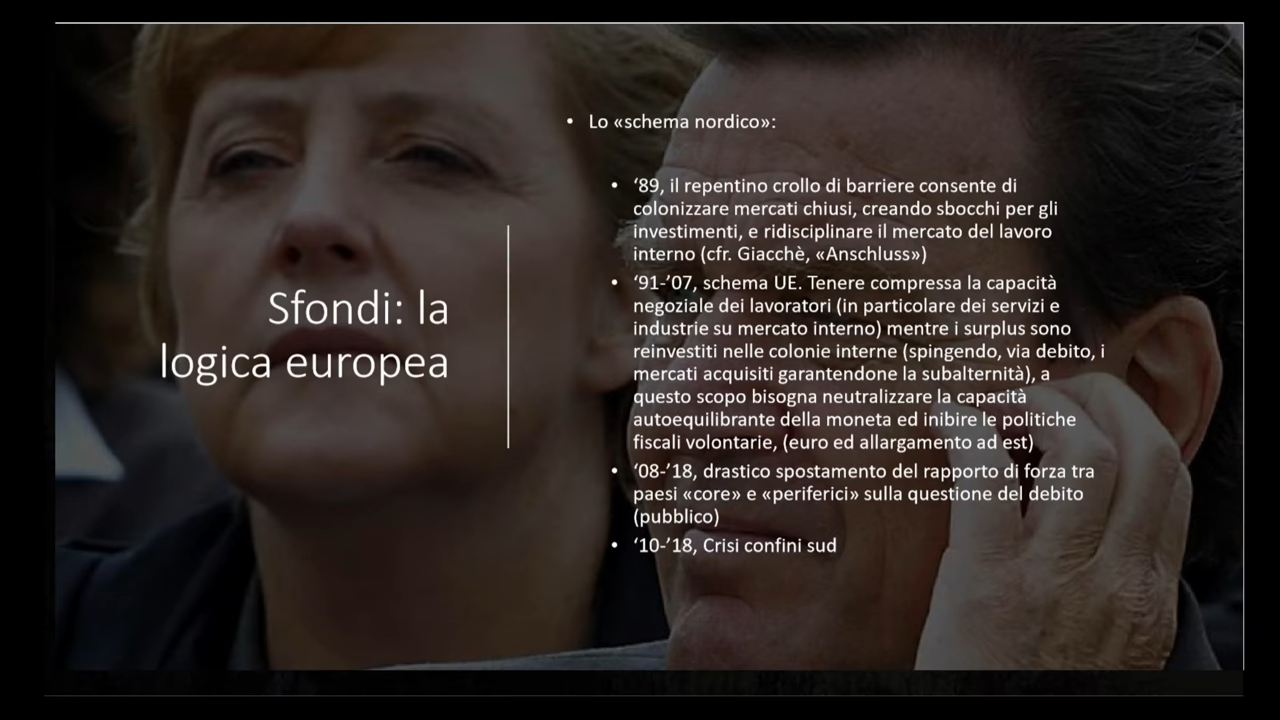 Sfondi: la
logica europea
• Lo «schema nordico»:
• ‘89, il repentino crollo di barriere consente di
colonizzare mercati chiusi, creando sbocchi per gli
investimenti, e ridisciplinare il mercato del lavoro
interno (cfr. Giacchè, «Anschluss»)
• ‘91-’07, schema UE. Tenere compressa la capacità
negoziale dei lavoratori (in particolare dei servizi e
industrie su mercato interno) mentre i surplus sono
reinvestiti nelle colonie interne (spingendo, via debito, i
mercati acquisiti garantendone la subalternità), a
questo scopo bisogna neutralizzare la capacità
autoequilibrante della moneta ed inibire le politiche
fiscali volontarie, (euro ed allargamento ad est)
• ‘08-’18, drastico spostamento del rapporto di forza tra
paesi «core» e «periferici» sulla questione del debito
(pubblico)
• ‘10-’18, Crisi confini sud